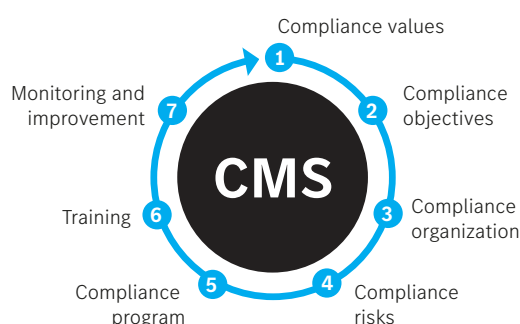 1
Compliance values
2
Compliance
objectives
3
Compliance
organization
4
Compliance
risks
5
Compliance
program
6
Training
7
Monitoring and
improvement
CMS